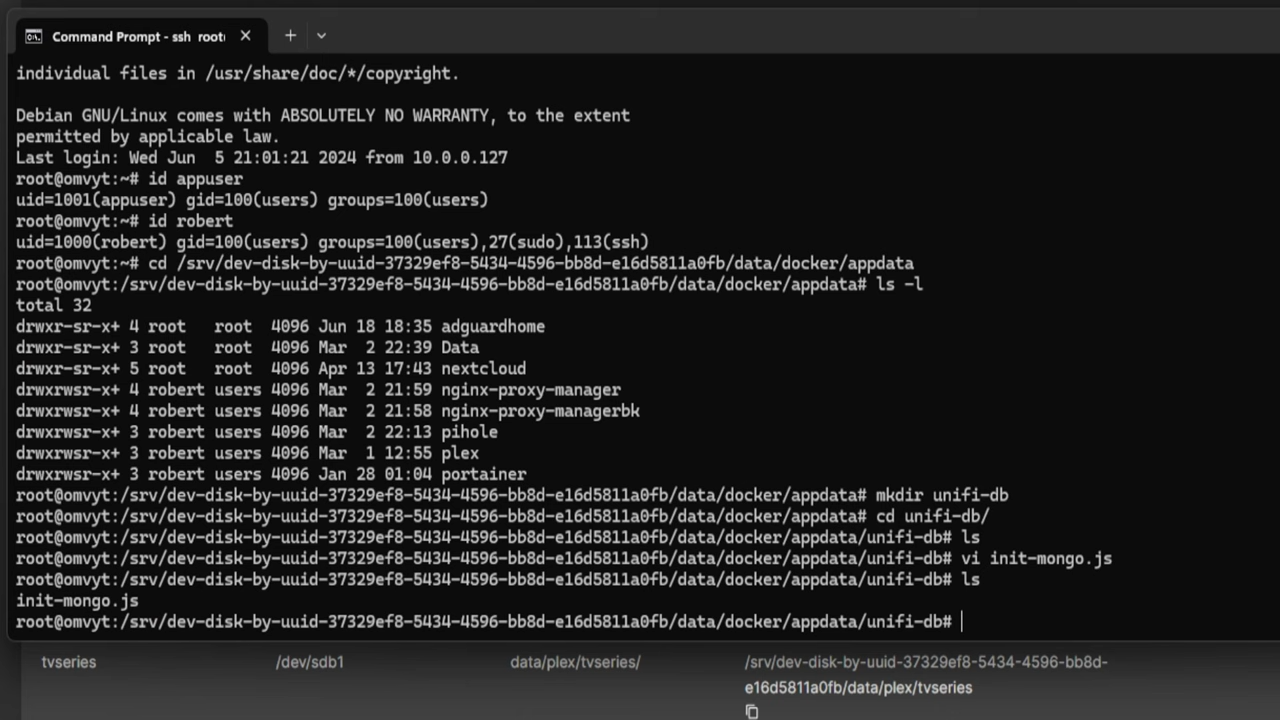 Command Prompt - ssh root
individual files in /usr/share/doc/*/copyright.
Debian GNU/Linux comes with ABSOLUTELY NO WARRANTY, to the extent
permitted by applicable law.
Last login: Wed Jun  5 21:01:21 2024 from 10.0.0.127
root@omvyt:~# id appuser
uid=1001(appuser) gid=100(users) groups=100(users)
root@omvyt:~# id robert
uid=1000(robert) gid=100(users) groups=100(users),27(sudo),113(ssh)
root@omvyt:~# cd /srv/dev-disk-by-uuid-37329ef8-5434-4596-bb8d-e16d5811a0fb/data/docker/appdata
root@omvyt:/srv/dev-disk-by-uuid-37329ef8-5434-4596-bb8d-e16d5811a0fb/data/docker/appdata# ls -l
total 32
drwxr-sr-x+ 4 root   root  4096 Jun 18 18:35 adguardhome
drwxr-sr-x+ 3 root   root  4096 Mar  2 22:39 Data
drwxr-sr-x+ 5 root   root  4096 Apr 13 17:43 nextcloud
drwxrwsr-x+ 4 robert users 4096 Mar  2 21:59 nginx-proxy-manager
drwxrwsr-x+ 4 robert users 4096 Mar  2 21:58 nginx-proxy-managerbk
drwxrwsr-x+ 3 robert users 4096 Mar  2 22:13 pihole
drwxrwsr-x+ 3 robert users 4096 Mar  1 12:55 plex
drwxrwsr-x+ 3 robert users 4096 Jan 28 01:04 portainer
root@omvyt:/srv/dev-disk-by-uuid-37329ef8-5434-4596-bb8d-e16d5811a0fb/data/docker/appdata# mkdir unifi-db
root@omvyt:/srv/dev-disk-by-uuid-37329ef8-5434-4596-bb8d-e16d5811a0fb/data/docker/appdata# cd unifi-db/
root@omvyt:/srv/dev-disk-by-uuid-37329ef8-5434-4596-bb8d-e16d5811a0fb/data/docker/appdata/unifi-db# ls
root@omvyt:/srv/dev-disk-by-uuid-37329ef8-5434-4596-bb8d-e16d5811a0fb/data/docker/appdata/unifi-db# vi init-mongo.js
root@omvyt:/srv/dev-disk-by-uuid-37329ef8-5434-4596-bb8d-e16d5811a0fb/data/docker/appdata/unifi-db# ls
init-mongo.js
root@omvyt:/srv/dev-disk-by-uuid-37329ef8-5434-4596-bb8d-e16d5811a0fb/data/docker/appdata/unifi-db#
tvseries /dev/sdb1 data/plex/tvseries/ /srv/dev-disk-by-uuid-37329ef8-5434-4596-bb8d-
e16d5811a0fb/data/plex/tvseries